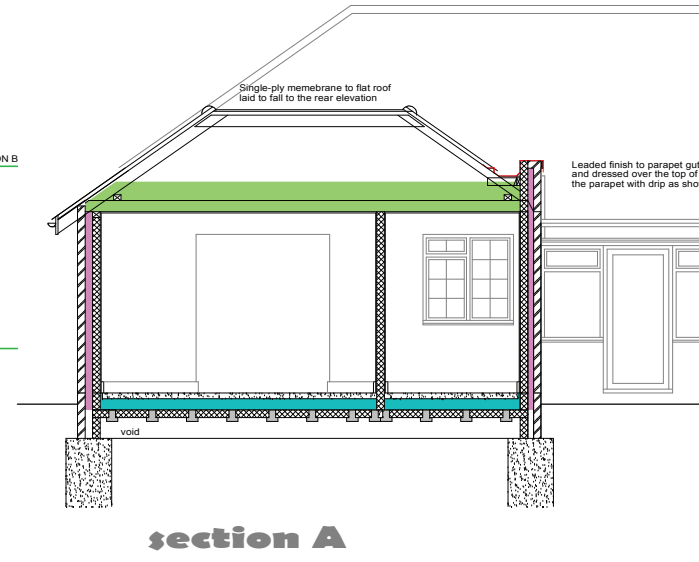 Single-ply memebrane to flat roof
laid to fall to the rear elevation
ON B
Leaded finish to parapet gut
and dressed over the top of
the parapet with drip as sho
void
section A